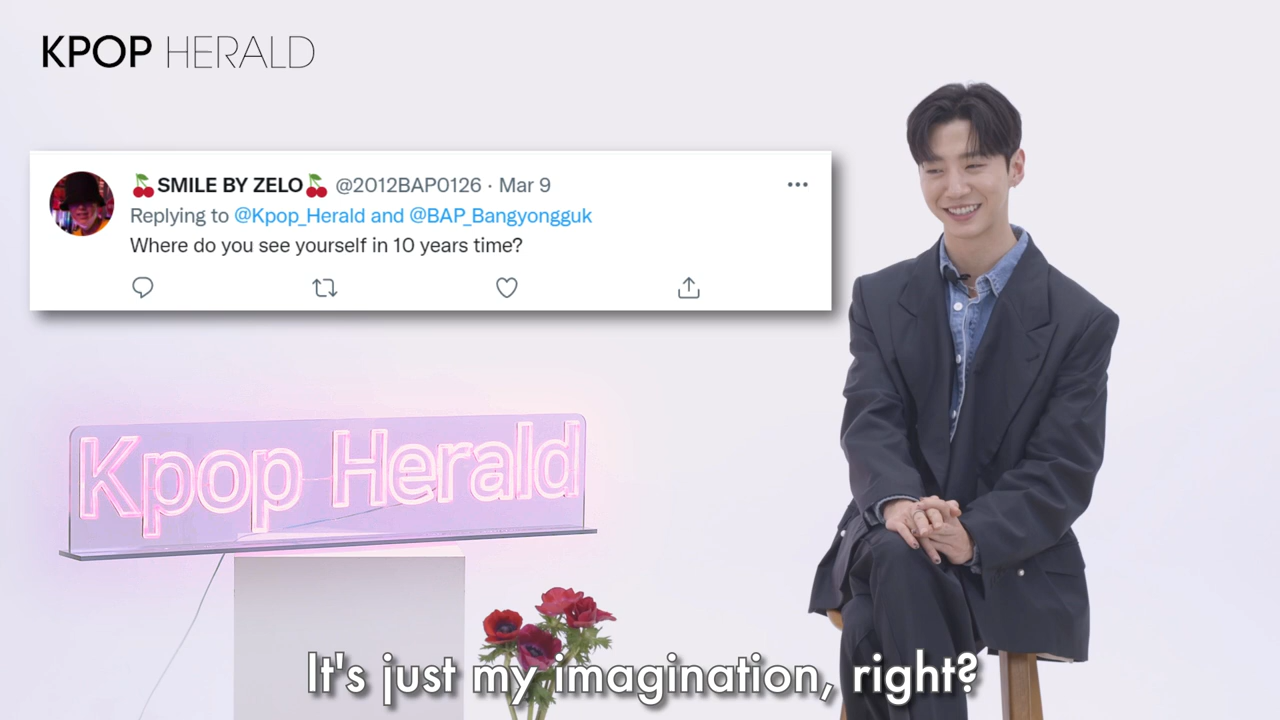 KPOP HERALD
🍒SMILE BY ZELO🍒 @2012BAP0126 · Mar 9
Replying to @Kpop_Herald and @BAP_Bangyongguk
Where do you see yourself in 10 years time?
Kpop Herald
It's just my imagination, right?